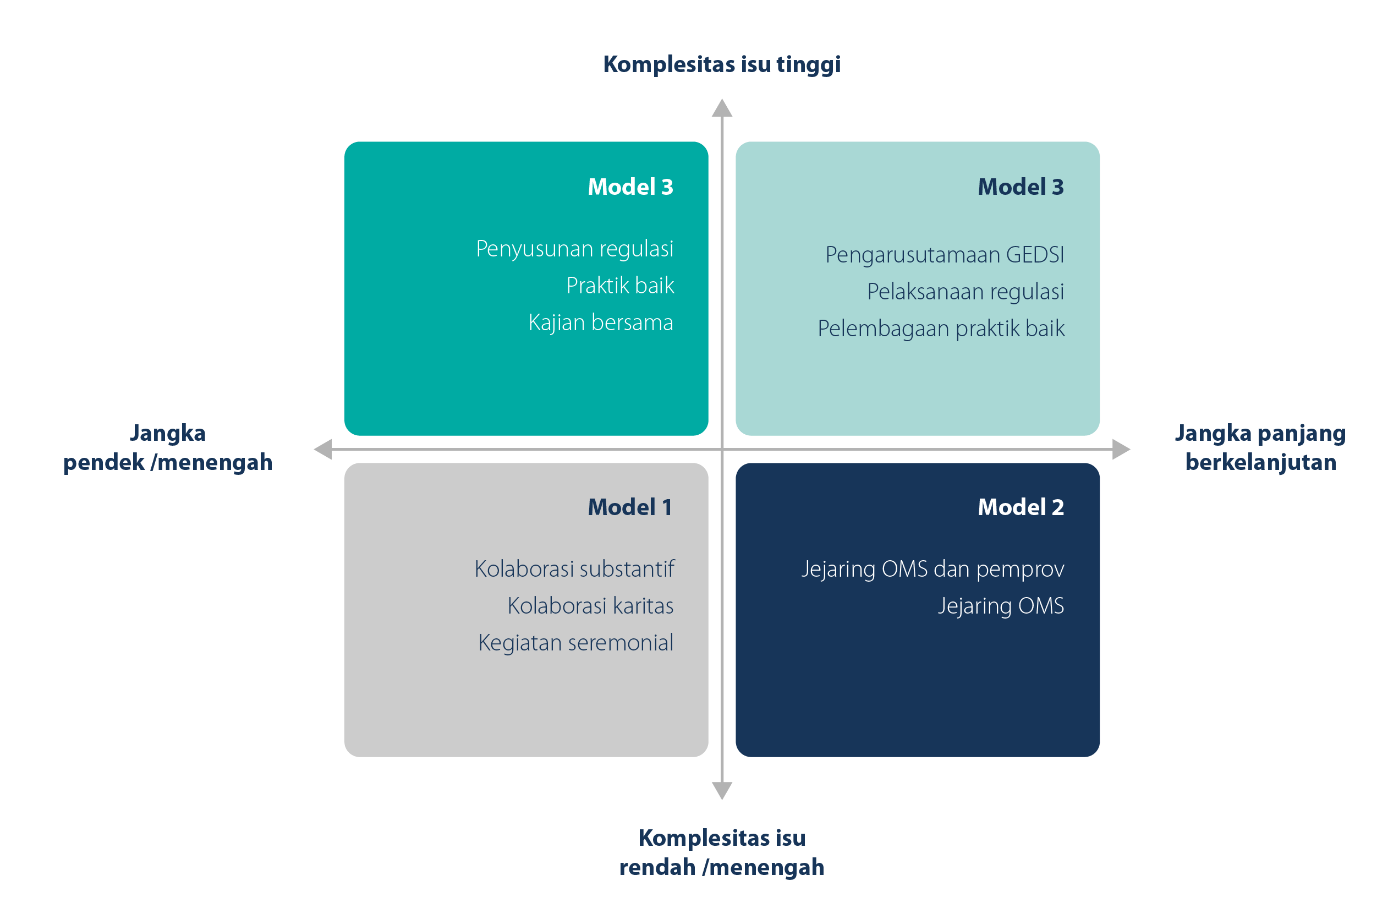 Komplesitas isu tinggi
Model 3
Penyusunan regulasi
Praktik baik
Kajian bersama
Model 3
Pengarusutamaan GEDSI
Pelaksanaan regulasi
Pelembagaan praktik baik
Jangka
pendek /menengah
Jangka panjang
berkelanjutan
Model 1
Kolaborasi substantif
Kolaborasi karitas
Kegiatan seremonial
Model 2
Jejaring OMS dan pemprov
Jejaring OMS
Komplesitas isu
rendah /menengah